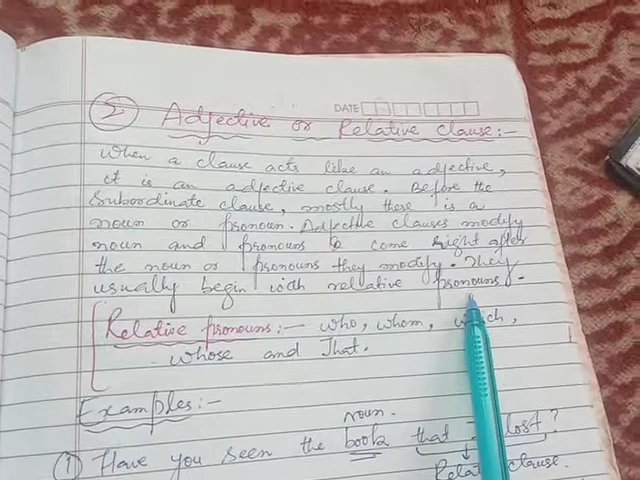 DATE
2 Adjective or Relative clause:-
When a clause acts like an adjective,
it is an adjective clause. Before the
subordinate clause, mostly there is a
noun or pronoun. Adjective clauses modify
noun and pronouns & come right after
the noun or pronouns they modify. They
usually begin with relative pronouns.
Relative pronouns:- who, whom, which,
whose and That.
Examples:-
noun.
① Have you seen the book that I lost?
clause.